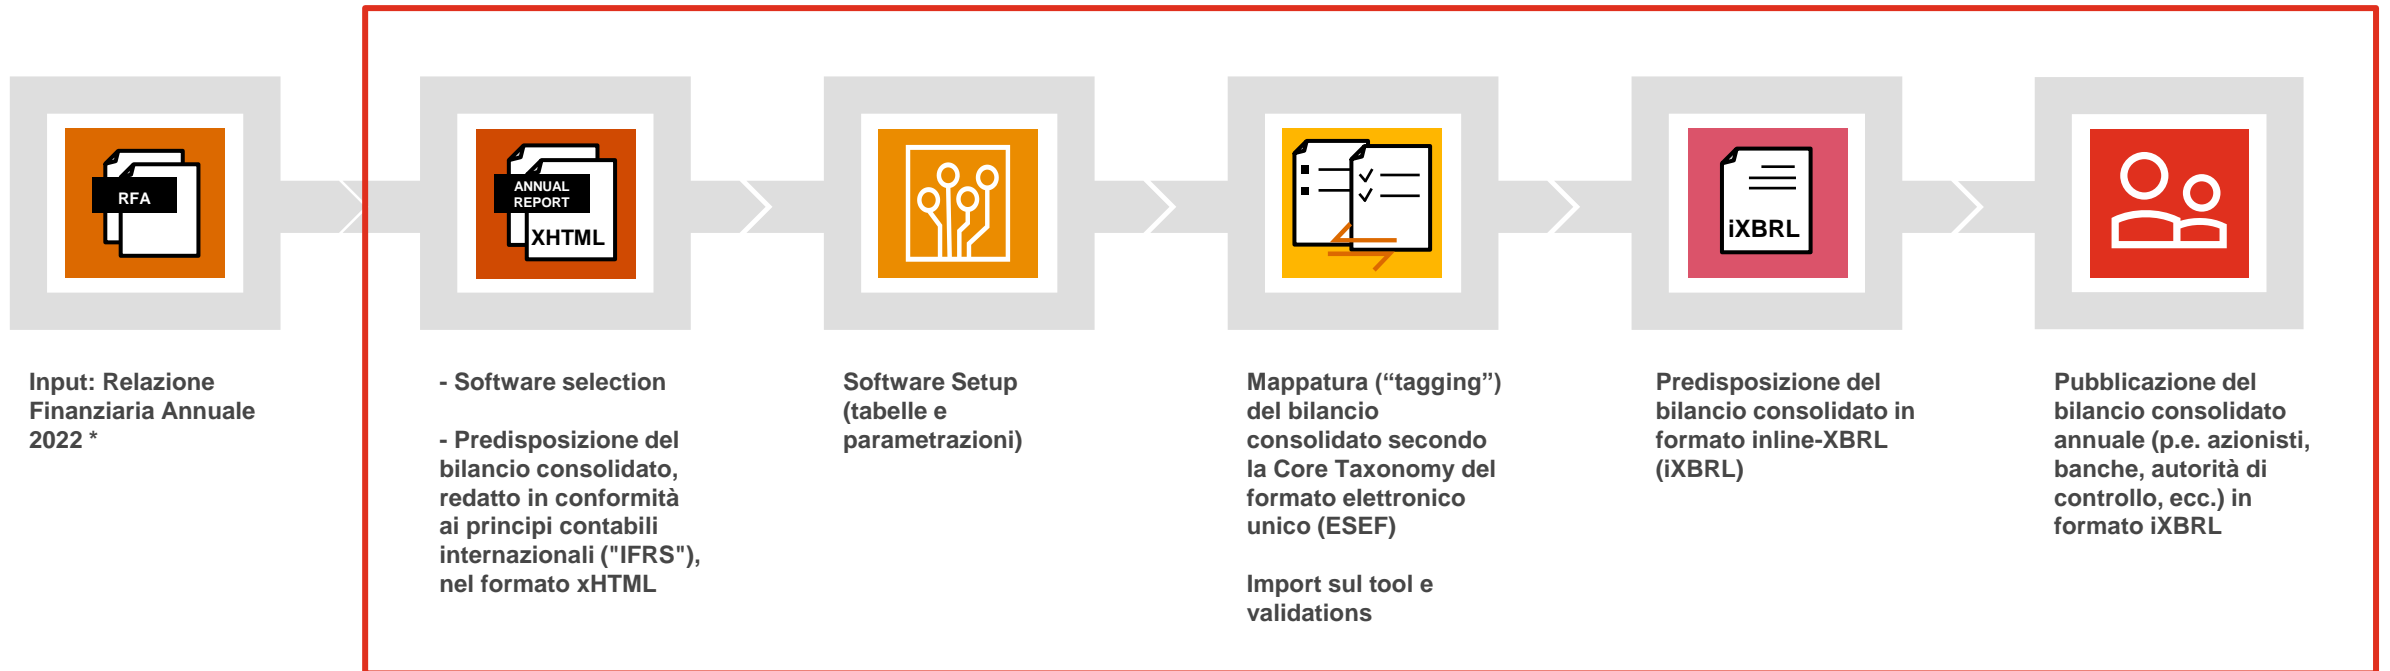 RFA
ANNUAL
REPORT
XHTML
iXBRL
Input: Relazione
Finanziaria Annuale
2022 *
- Software selection
- Predisposizione del
bilancio consolidato,
redatto in conformità
ai principi contabili
internazionali ("IFRS"),
nel formato xHTML
Software Setup
(tabelle e
parametrazioni)
Mappatura (“tagging”)
del bilancio
consolidato secondo
la Core Taxonomy del
formato elettronico
unico (ESEF)
Import sul tool e
validations
Predisposizione del
bilancio consolidato in
formato inline-XBRL
(iXBRL)
Pubblicazione del
bilancio consolidato
annuale (p.e. azionisti,
banche, autorità di
controllo, ecc.) in
formato iXBRL